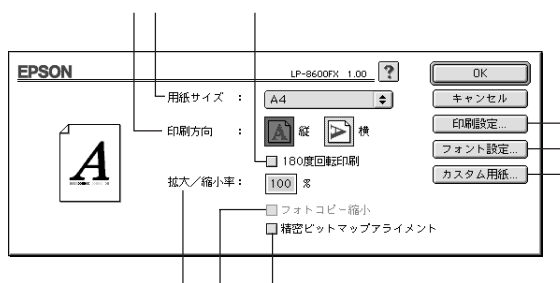 EPSON
LP-8600FX 1.00 ?
用紙サイズ : A4
印刷方向 : 縦 横
180度回転印刷
拡大／縮小率： 100 %
フォトコピー縮小
精密ビットマップアライメント
OK
キャンセル
印刷設定...
フォント設定...
カスタム用紙...
A